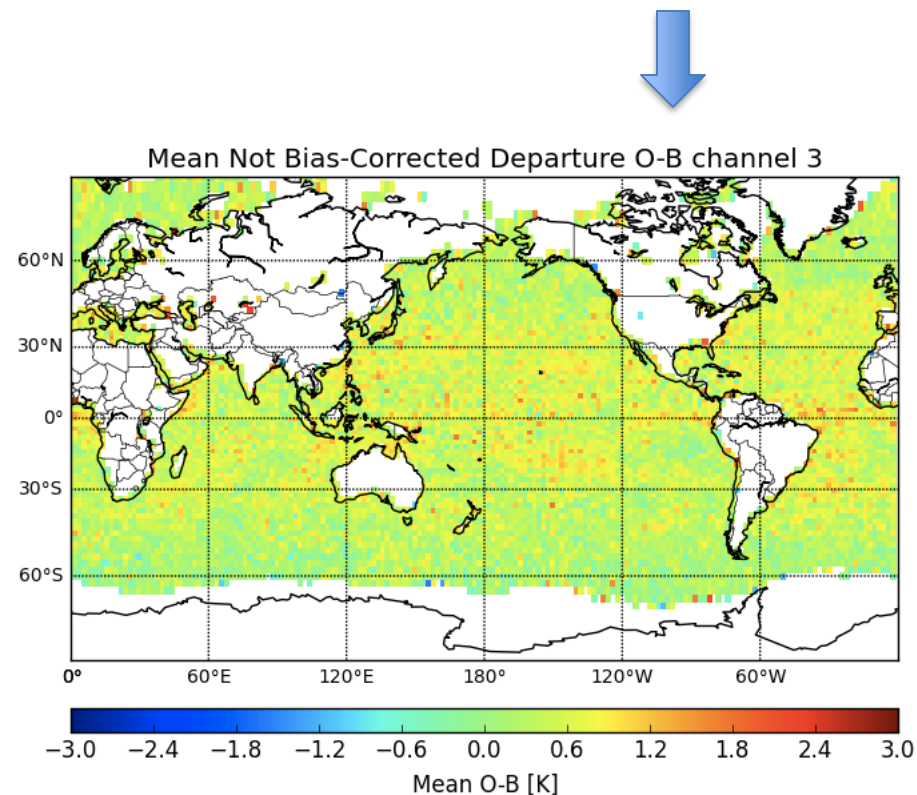 Mean Not Bias-Corrected Departure O-B channel 3
60°N
30°N
0°
30°S
60°S
0° 60°E 120°E 180° 120°W 60°W
−3.0 −2.4 −1.8 −1.2 −0.6 0.0 0.6 1.2 1.8 2.4 3.0
Mean O-B [K]